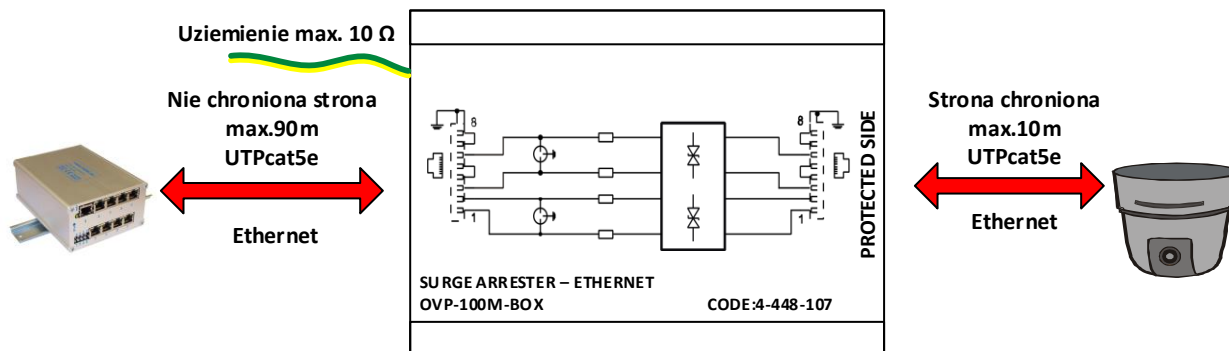 Uziemienie max. 10 Ω
Nie chroniona strona
max.90m
UTPcat5e
Ethernet
8
1
8
1
PROTECTED SIDE
SURGE ARRESTER – ETHERNET
OVP-100M-BOX
CODE:4-448-107
Strona chroniona
max.10m
UTPcat5e
Ethernet